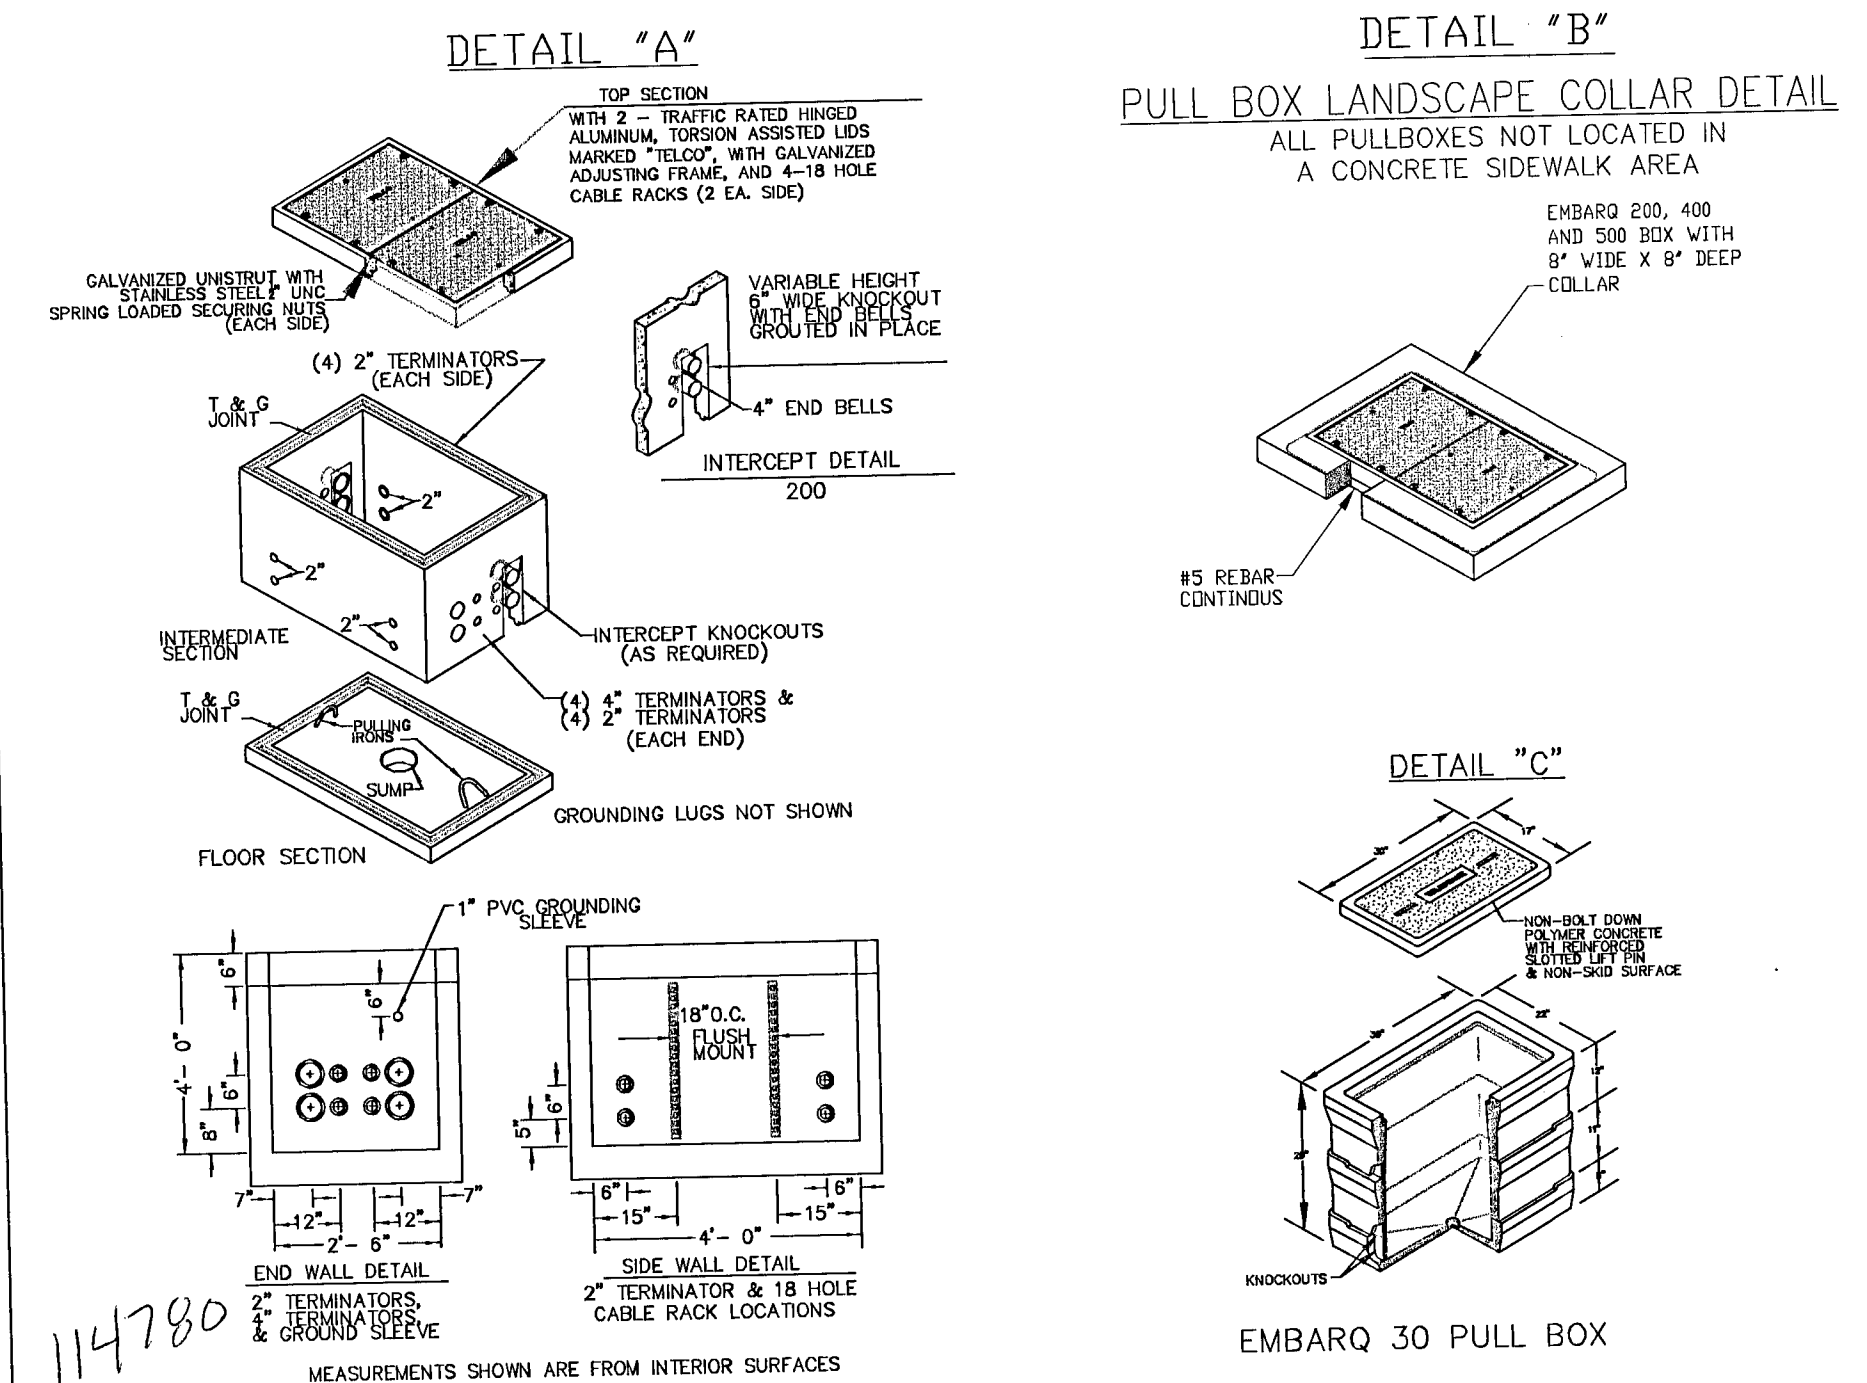 DETAIL "A"
TOP SECTION
WITH 2 - TRAFFIC RATED HINGED
ALUMINUM, TORSION ASSISTED LIDS
MARKED "TELCO", WITH GALVANIZED
ADJUSTING FRAME, AND 4-18 HOLE
CABLE RACKS (2 EA. SIDE)
GALVANIZED UNISTRUT WITH
STAINLESS STEEL UNC
SPRING LOADED SECURING NUTS
(EACH SIDE)
VARIABLE HEIGHT
6" WIDE KNOCKOUT
WITH END BELLS
GROUTED IN PLACE
4" END BELLS
INTERCEPT DETAIL
200
(4) 2" TERMINATORS
(EACH SIDE)
T & G
JOINT
2"
2"
2"
INTERMEDIATE
SECTION
INTERCEPT KNOCKOUTS
(AS REQUIRED)
(4) 4" TERMINATORS &
(4) 2" TERMINATORS
(EACH END)
T & G
JOINT
PULLING
IRONS
SUMP
GROUNDING LUGS NOT SHOWN
FLOOR SECTION
1" PVC GROUNDING
SLEEVE
6"
6"
4'- 0"
6"
8"
7"
7"
12"
12"
2'- 6"
END WALL DETAIL
2" TERMINATORS,
4" TERMINATORS,
& GROUND SLEEVE
18"O.C.
FLUSH
MOUNT
6"
5"
6"
6"
15"
15"
4'- 0"
SIDE WALL DETAIL
2" TERMINATOR & 18 HOLE
CABLE RACK LOCATIONS
114780
MEASUREMENTS SHOWN ARE FROM INTERIOR SURFACES
DETAIL "B"
PULL BOX LANDSCAPE COLLAR DETAIL
ALL PULLBOXES NOT LOCATED IN
A CONCRETE SIDEWALK AREA
EMBARQ 200, 400
AND 500 BOX WITH
8" WIDE X 8" DEEP
COLLAR
#5 REBAR
CONTINOUS
DETAIL "C"
30"
17"
NON-BOLT DOWN
POLYMER CONCRETE
WITH REINFORCED
SLOTTED LIFT PIN
& NON-SKID SURFACE
22"
KNOCKOUTS
EMBARQ 30 PULL BOX